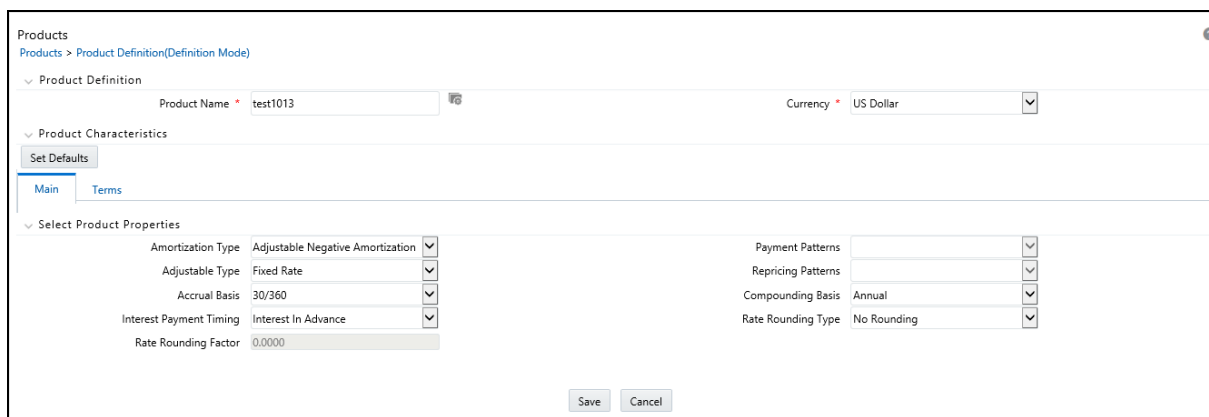 Products
Products > Product Definition(Definition Mode)
Product Definition
Product Name * test1013 Currency * US Dollar
Product Characteristics
Set Defaults
Main Terms
Select Product Properties
Amortization Type Adjustable Negative Amortization Payment Patterns
Adjustable Type Fixed Rate Repricing Patterns
Accrual Basis 30/360 Compounding Basis Annual
Interest Payment Timing Interest In Advance Rate Rounding Type No Rounding
Rate Rounding Factor 0.0000
Save Cancel